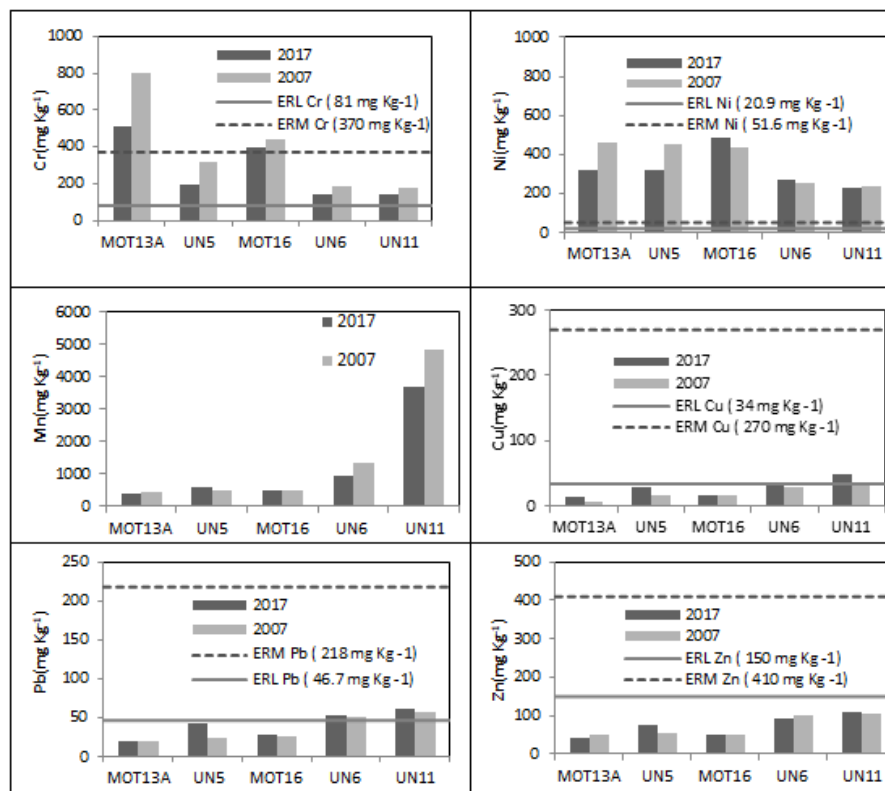 Cr(mg Kg-1)
1000
800
600
400
200
0
2017
2007
ERL Cr ( 81 mg Kg-1)
ERM Cr (370 mg Kg-1)
MOT13A UN5 MOT16 UN6 UN11
Ni(mg Kg-1)
1000
800
600
400
200
0
2017
2007
ERL Ni ( 20.9 mg Kg -1)
ERM Ni ( 51.6 mg Kg -1)
MOT13A UN5 MOT16 UN6 UN11
Mn(mg Kg-1)
6000
5000
4000
3000
2000
1000
0
2017
2007
MOT13A UN5 MOT16 UN6 UN11
Cu(mg Kg-1)
300
200
100
0
2017
2007
ERL Cu ( 34 mg Kg -1)
ERM Cu ( 270 mg Kg -1)
MOT13A UN5 MOT16 UN6 UN11
Pb(mg Kg-1)
250
200
150
100
50
0
2017
2007
ERM Pb ( 218 mg Kg -1)
ERL Pb ( 46.7 mg Kg -1)
MOT13A UN5 MOT16 UN6 UN11
Zn(mg Kg-1)
500
400
300
200
100
0
2017
2007
ERL Zn ( 150 mg Kg -1)
ERM Zn ( 410 mg Kg -1)
MOT13A UN5 MOT16 UN6 UN11